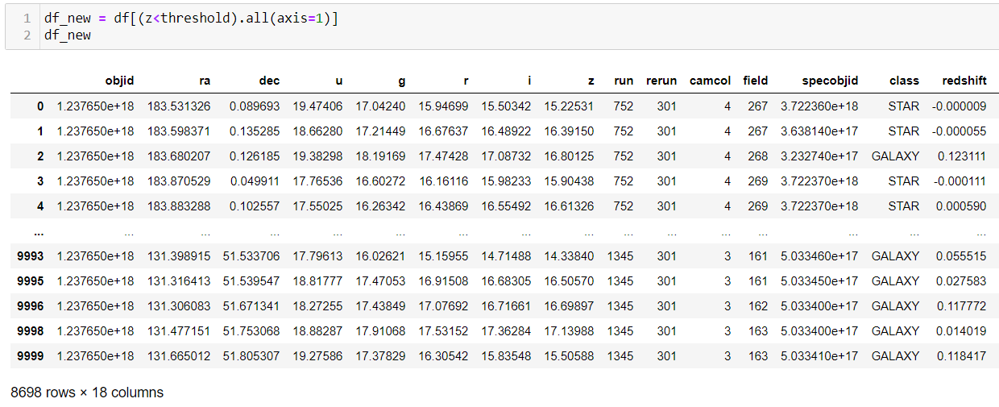 1 df_new = df[(z<threshold).all(axis=1)]
2 df_new
objid ra dec u g r i z run rerun camcol field specobjid class redshift
0 1.237650e+18 183.531326 0.089693 19.47406 17.04240 15.94699 15.50342 15.22531 752 301 4 267 3.722360e+18 STAR -0.000009
1 1.237650e+18 183.598371 0.135285 18.66280 17.21449 16.67637 16.48922 16.39150 752 301 4 267 3.638140e+17 STAR -0.000055
2 1.237650e+18 183.680207 0.126185 19.38298 18.19169 17.47428 17.08732 16.80125 752 301 4 268 3.232740e+17 GALAXY 0.123111
3 1.237650e+18 183.870529 0.049911 17.76536 16.60272 16.16116 15.98233 15.90438 752 301 4 269 3.722370e+18 STAR -0.000111
4 1.237650e+18 183.883288 0.102557 17.55025 16.26342 16.43869 16.55492 16.61326 752 301 4 269 3.722370e+18 STAR 0.000590
... ... ... ... ... ... ... ... ... ... ... ... ... ... ... ...
9993 1.237650e+18 131.398915 51.533706 17.79613 16.02621 15.15955 14.71488 14.33840 1345 301 3 161 5.033460e+17 GALAXY 0.055515
9995 1.237650e+18 131.316413 51.539547 18.81777 17.47053 16.91508 16.68305 16.50570 1345 301 3 161 5.033450e+17 GALAXY 0.027583
9996 1.237650e+18 131.306083 51.671341 18.27255 17.43849 17.07692 16.71661 16.69897 1345 301 3 162 5.033400e+17 GALAXY 0.117772
9998 1.237650e+18 131.477151 51.753068 18.88287 17.91068 17.53152 17.36284 17.13988 1345 301 3 163 5.033400e+17 GALAXY 0.014019
9999 1.237650e+18 131.665012 51.805307 19.27586 17.37829 16.30542 15.83548 15.50588 1345 301 3 163 5.033410e+17 GALAXY 0.118417
8698 rows × 18 columns